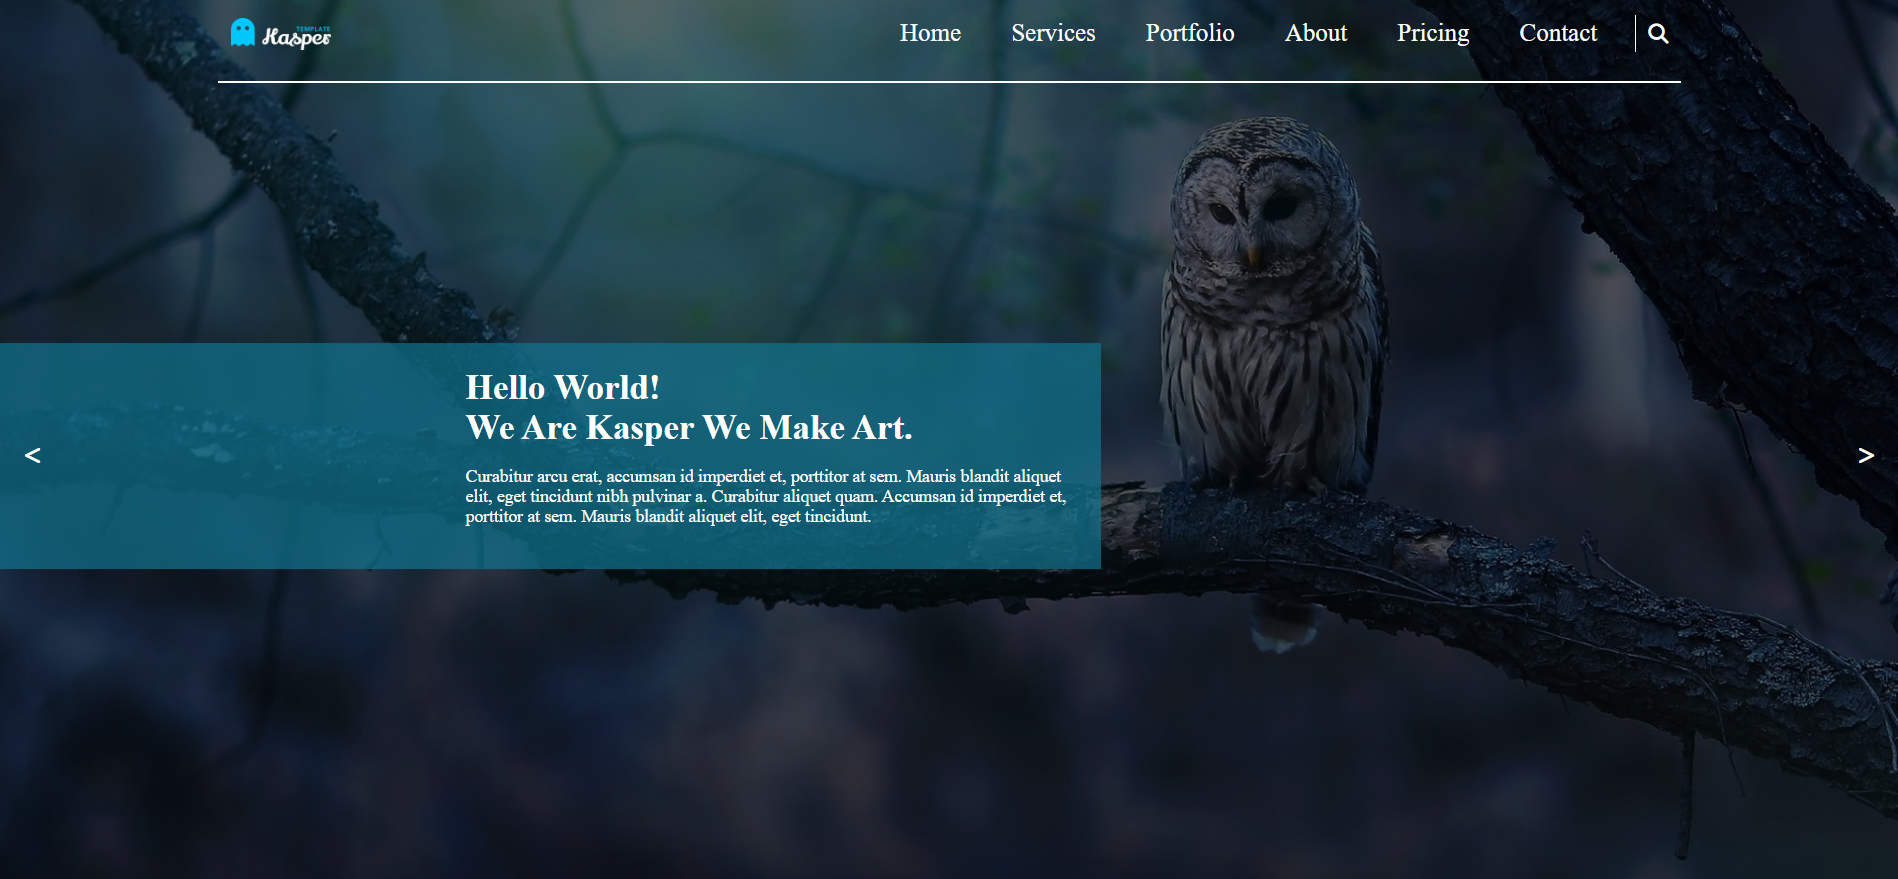 TEMPLATE
Kasper
Home Services Portfolio About Pricing Contact
Hello World!
We Are Kasper We Make Art.
< >
Curabitur arcu erat, accumsan id imperdiet et, porttitor at sem. Mauris blandit aliquet
elit, eget tincidunt nibh pulvinar a. Curabitur aliquet quam. Accumsan id imperdiet et,
porttitor at sem. Mauris blandit aliquet elit, eget tincidunt.